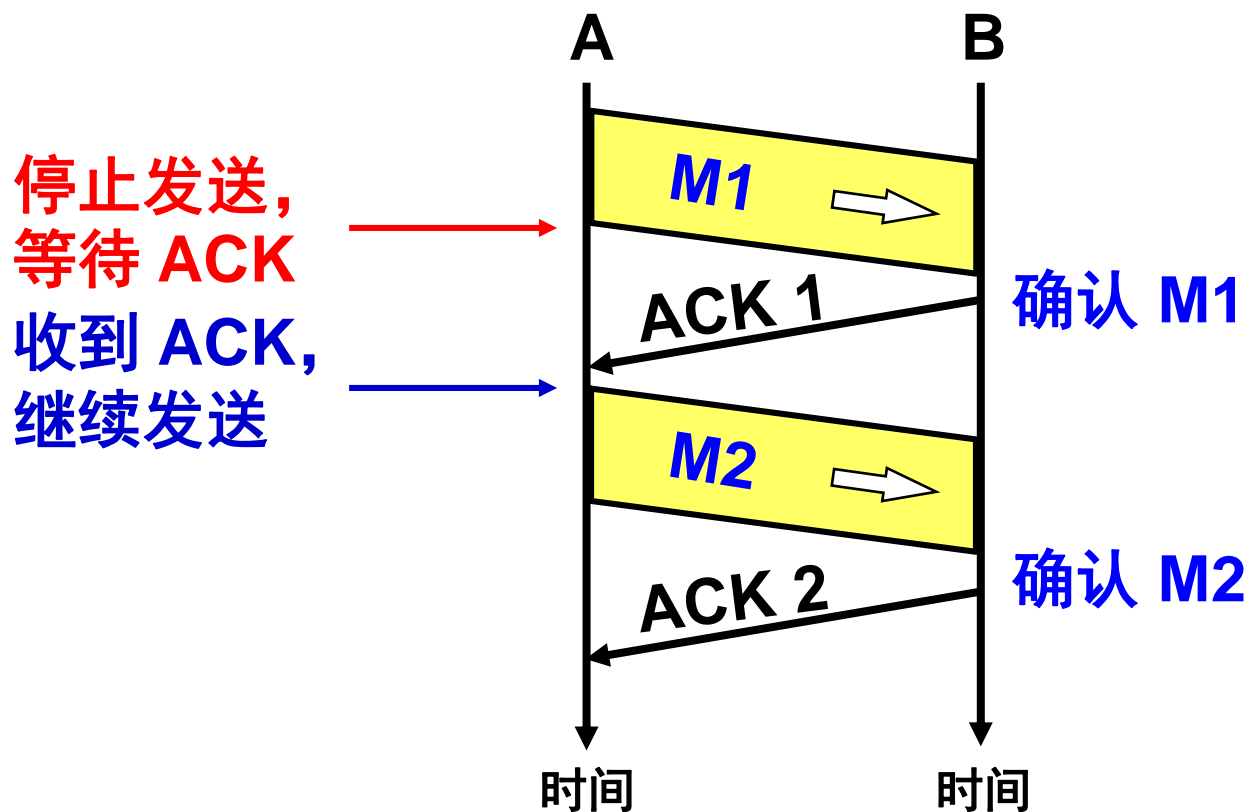 A
B
停止发送，
等待 ACK
收到 ACK，
继续发送
M1
ACK 1
确认 M1
M2
ACK 2
确认 M2
时间
时间